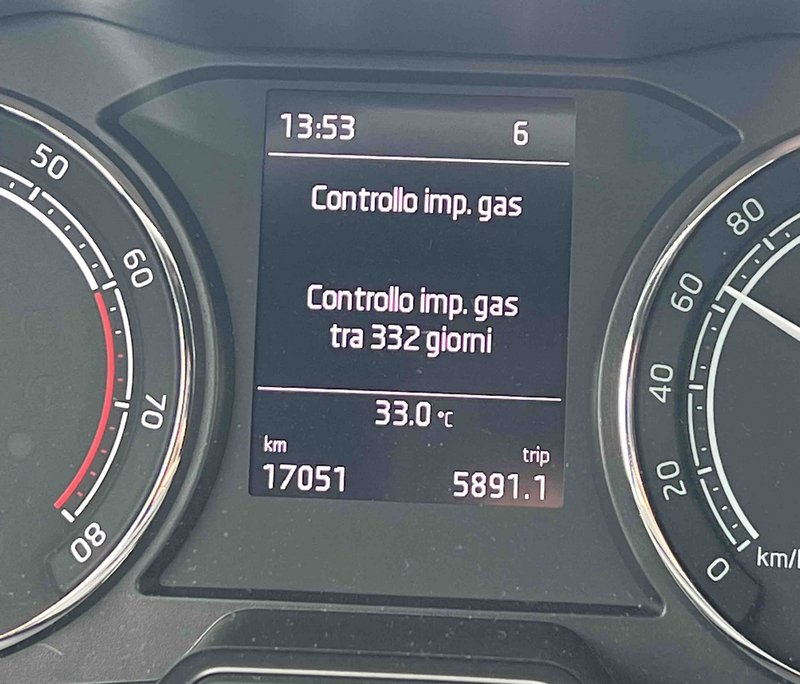 13:53 6
Controllo imp. gas
Controllo imp. gas
tra 332 giorni
33.0 °C
km trip
17051 5891.1
50
60
70
80
80
60
40
20
0
km/